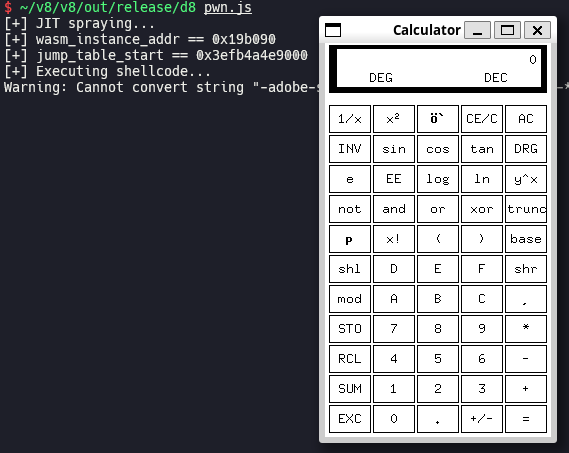 $ ~/v8/v8/out/release/d8 pwn.js
[+] JIT spraying...
[+] wasm_instance_addr == 0x19b090
[+] jump_table_start == 0x3efb4a4e9000
[+] Executing shellcode...
Warning: Cannot convert string "-adobe-s
Calculator
0
DEG DEC
1/x x² ö` CE/C AC
INV sin cos tan DRG
e EE log ln y^x
not and or xor trunc
p x! ( ) base
shl D E F shr
mod A B C ,
STO 7 8 9 *
RCL 4 5 6 -
SUM 1 2 3 +
EXC 0 . +/- =